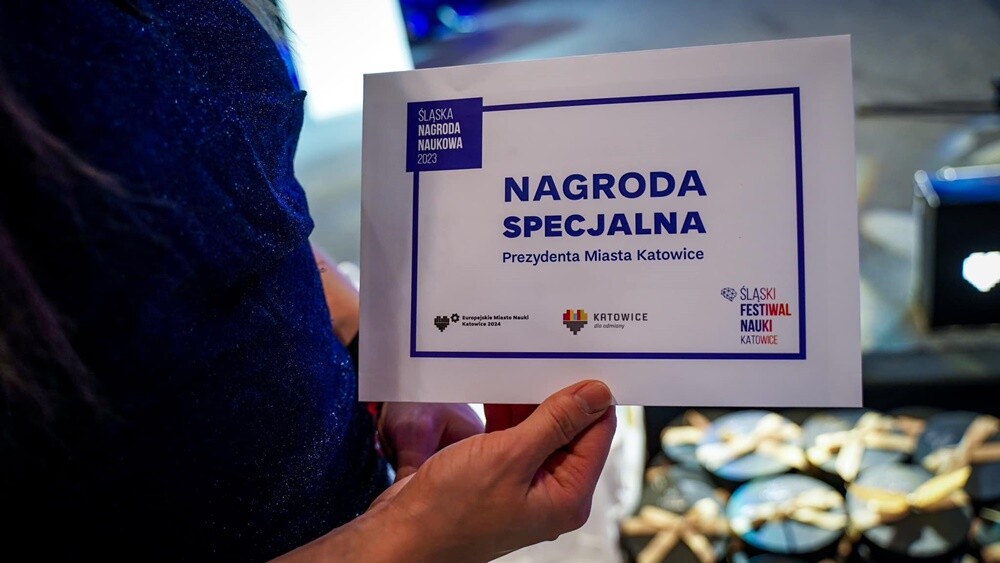 ŚLĄSKA
NAGRODA
NAUKOWA
2023
NAGRODA
SPECJALNA
Prezydenta Miasta Katowice
Europejskie Miasto Nauki
Katowice 2024
KATOWICE
dla odmiany
ŚLĄSKI
FESTIWAL
NAUKI
KATOWICE